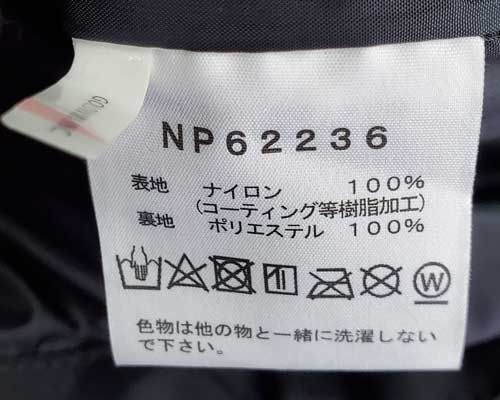 NP62236
表地 ナイロン 100%
(コーティング等樹脂加工)
裏地 ポリエステル 100%
W
色物は他の物と一緒に洗濯しない
で下さい。